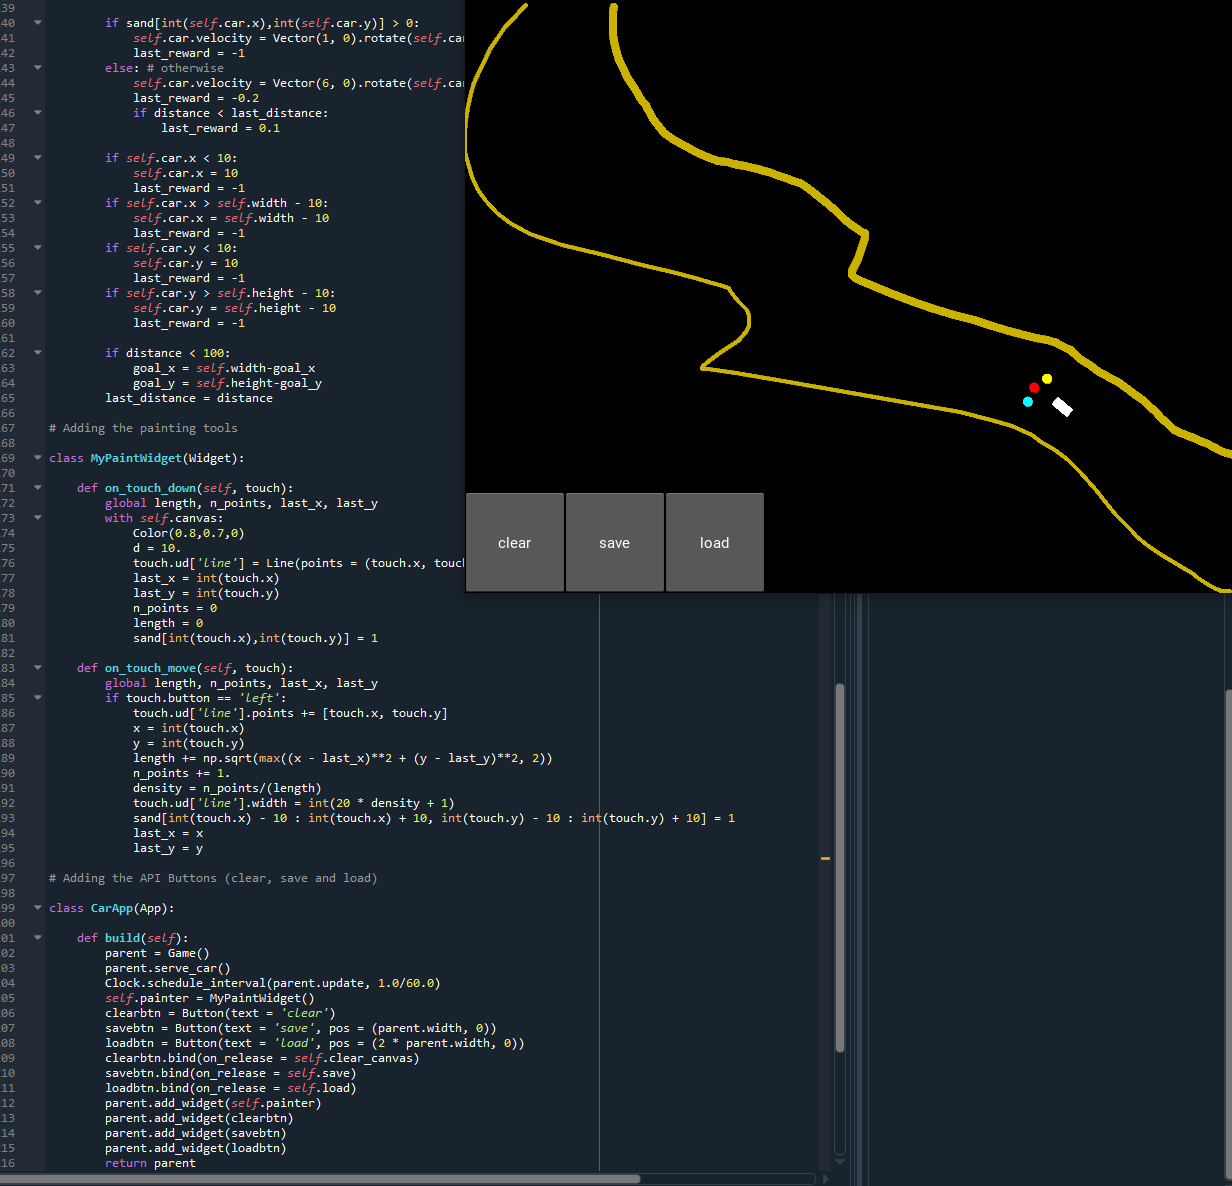 39
40 if sand[int(self.car.x),int(self.car.y)] > 0:
41 self.car.velocity = Vector(1, 0).rotate(self.ca
42 last_reward = -1
43 else: # otherwise
44 self.car.velocity = Vector(6, 0).rotate(self.ca
45 last_reward = -0.2
46 if distance < last_distance:
47 last_reward = 0.1
48
49 if self.car.x < 10:
50 self.car.x = 10
51 last_reward = -1
52 if self.car.x > self.width - 10:
53 self.car.x = self.width - 10
54 last_reward = -1
55 if self.car.y < 10:
56 self.car.y = 10
57 last_reward = -1
58 if self.car.y > self.height - 10:
59 self.car.y = self.height - 10
60 last_reward = -1
61
62 if distance < 100:
63 goal_x = self.width-goal_x
64 goal_y = self.height-goal_y
65 last_distance = distance
66
67 # Adding the painting tools
68
69 class MyPaintWidget(Widget):
70
71 def on_touch_down(self, touch):
72 global length, n_points, last_x, last_y
73 with self.canvas:
74 Color(0.8,0.7,0)
75 d = 10.
76 touch.ud['line'] = Line(points = (touch.x, touc
77 last_x = int(touch.x)
78 last_y = int(touch.y)
79 n_points = 0
80 length = 0
81 sand[int(touch.x),int(touch.y)] = 1
82
83 def on_touch_move(self, touch):
84 global length, n_points, last_x, last_y
85 if touch.button == 'left':
86 touch.ud['line'].points += [touch.x, touch.y]
87 x = int(touch.x)
88 y = int(touch.y)
89 length += np.sqrt(max((x - last_x)**2 + (y - last_y)**2, 2))
90 n_points += 1.
91 density = n_points/(length)
92 touch.ud['line'].width = int(20 * density + 1)
93 sand[int(touch.x) - 10 : int(touch.x) + 10, int(touch.y) - 10 : int(touch.y) + 10] = 1
94 last_x = x
95 last_y = y
96
97 # Adding the API Buttons (clear, save and load)
98
99 class CarApp(App):
00
01 def build(self):
02 parent = Game()
03 parent.serve_car()
04 Clock.schedule_interval(parent.update, 1.0/60.0)
05 self.painter = MyPaintWidget()
06 clearbtn = Button(text = 'clear')
07 savebtn = Button(text = 'save', pos = (parent.width, 0))
08 loadbtn = Button(text = 'load', pos = (2 * parent.width, 0))
09 clearbtn.bind(on_release = self.clear_canvas)
10 savebtn.bind(on_release = self.save)
11 loadbtn.bind(on_release = self.load)
12 parent.add_widget(self.painter)
13 parent.add_widget(clearbtn)
14 parent.add_widget(savebtn)
15 parent.add_widget(loadbtn)
16 return parent
clear
save
load